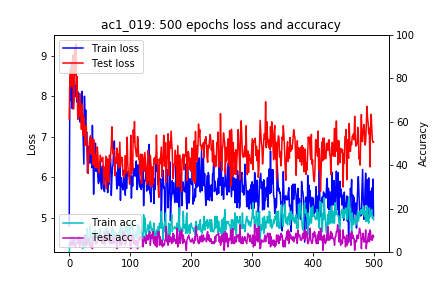 ac1_019: 500 epochs loss and accuracy
Train loss
Test loss
Train acc
Test acc
Loss
Accuracy
9
8
7
6
5
100
80
60
40
20
0
0 100 200 300 400 500